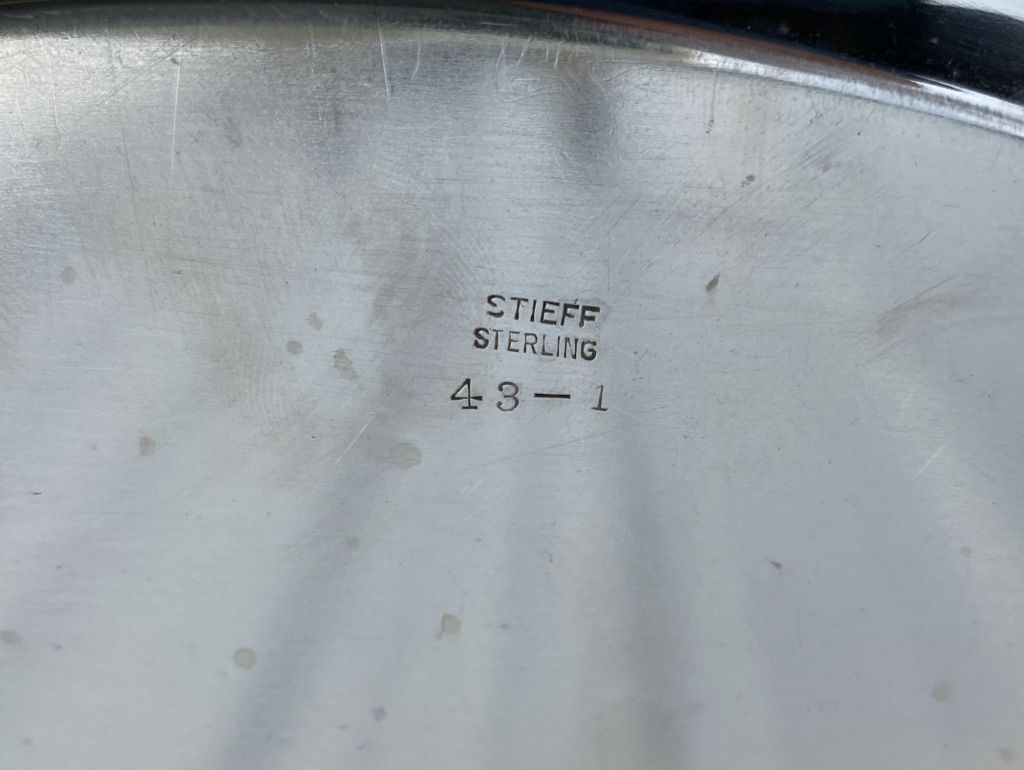 STIEFF
STERLING
43-1